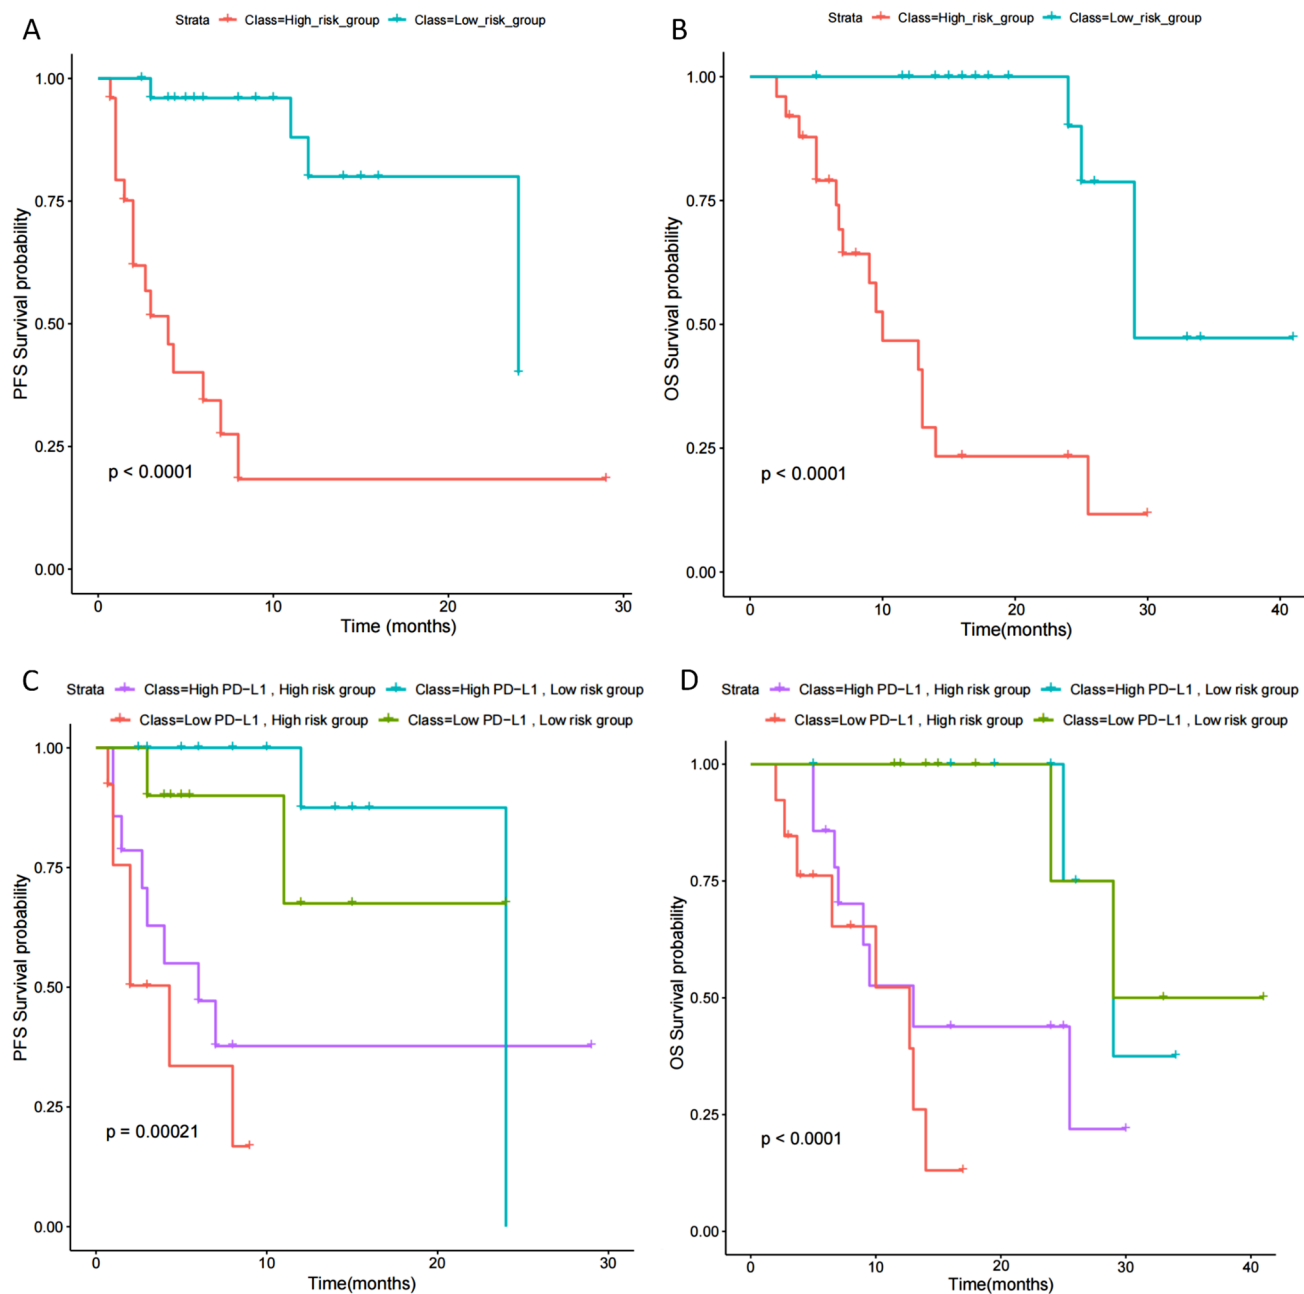 A
Strata Class=High_risk_group Class=Low_risk_group
PFS Survival probability
1.00
0.75
0.50
0.25
0.00
p < 0.0001
0 10 20 30
Time (months)
B
Strata Class=High_risk_group Class=Low_risk_group
OS Survival probability
1.00
0.75
0.50
0.25
0.00
p < 0.0001
0 10 20 30 40
Time(months)
C
Strata Class=High PD-L1 , High risk group Class=High PD-L1 , Low risk group
Class=Low PD-L1 , High risk group Class=Low PD-L1 , Low risk group
PFS Survival probability
1.00
0.75
0.50
0.25
0.00
p = 0.00021
0 10 20 30
Time(months)
D
Strata Class=High PD-L1 , High risk group Class=High PD-L1 , Low risk group
Class=Low PD-L1 , High risk group Class=Low PD-L1 , Low risk group
OS Survival probability
1.00
0.75
0.50
0.25
0.00
p < 0.0001
0 10 20 30 40
Time(months)